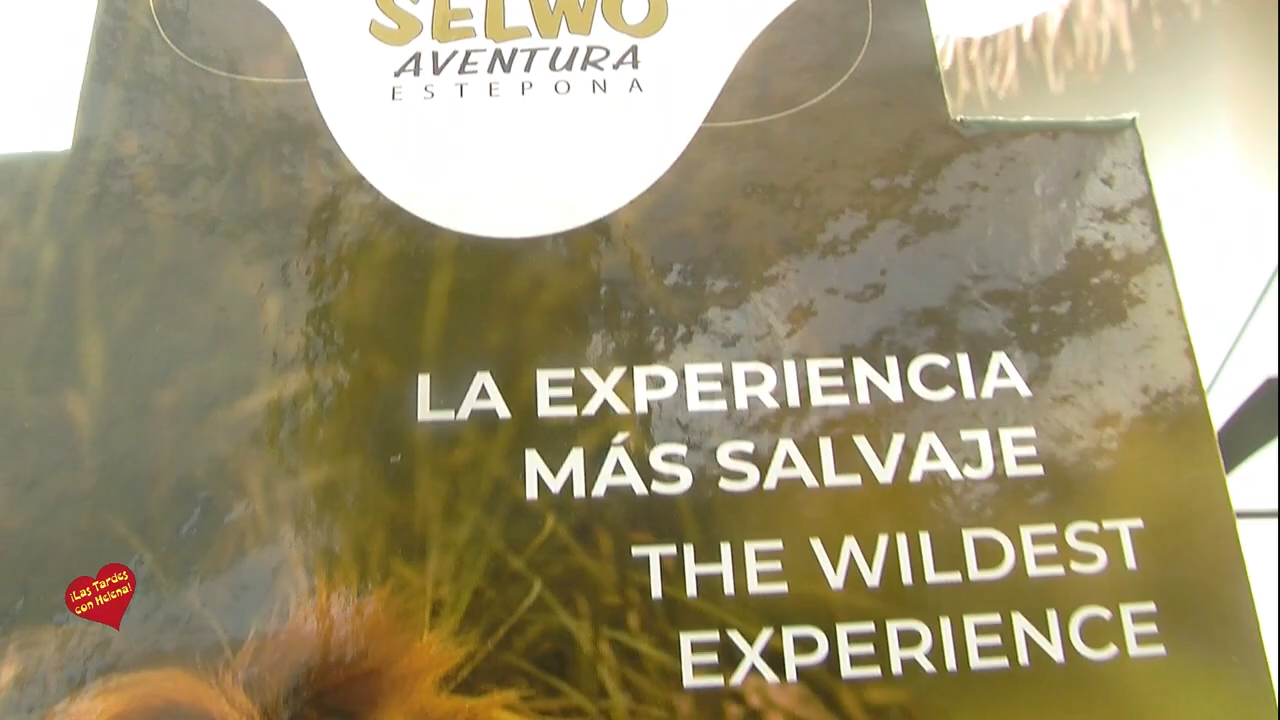 SELWO
AVENTURA
ESTEPONA
LA EXPERIENCIA
MÁS SALVAJE
THE WILDEST
EXPERIENCE
¡Las Tardes
con Helena!